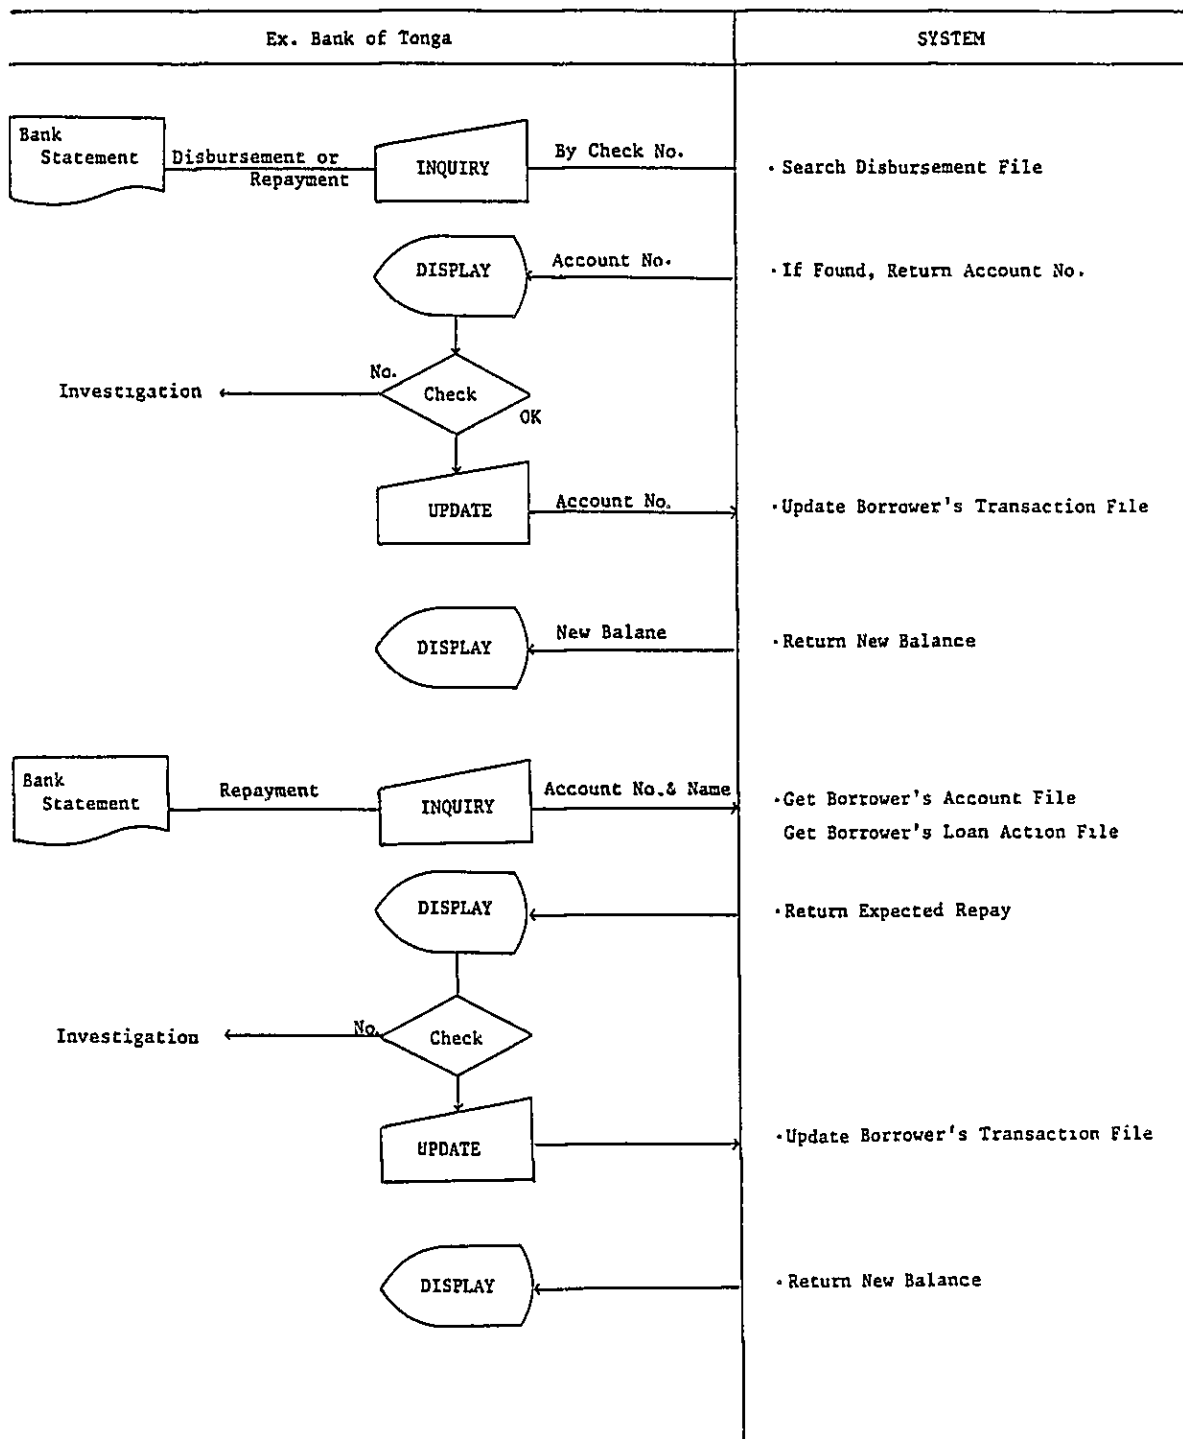 Ex. Bank of Tonga
SYSTEM
Bank
Statement
Disbursement or
Repayment
INQUIRY
By Check No.
·Search Disbursement File
DISPLAY
Account No.
·If Found, Return Account No.
No.
Investigation
Check
OK
UPDATE
Account No.
·Update Borrower's Transaction File
DISPLAY
New Balane
·Return New Balance
Bank
Statement
Repayment
INQUIRY
Account No.& Name
·Get Borrower's Account File
Get Borrower's Loan Action File
DISPLAY
·Return Expected Repay
No.
Investigation
Check
UPDATE
·Update Borrower's Transaction File
DISPLAY
·Return New Balance